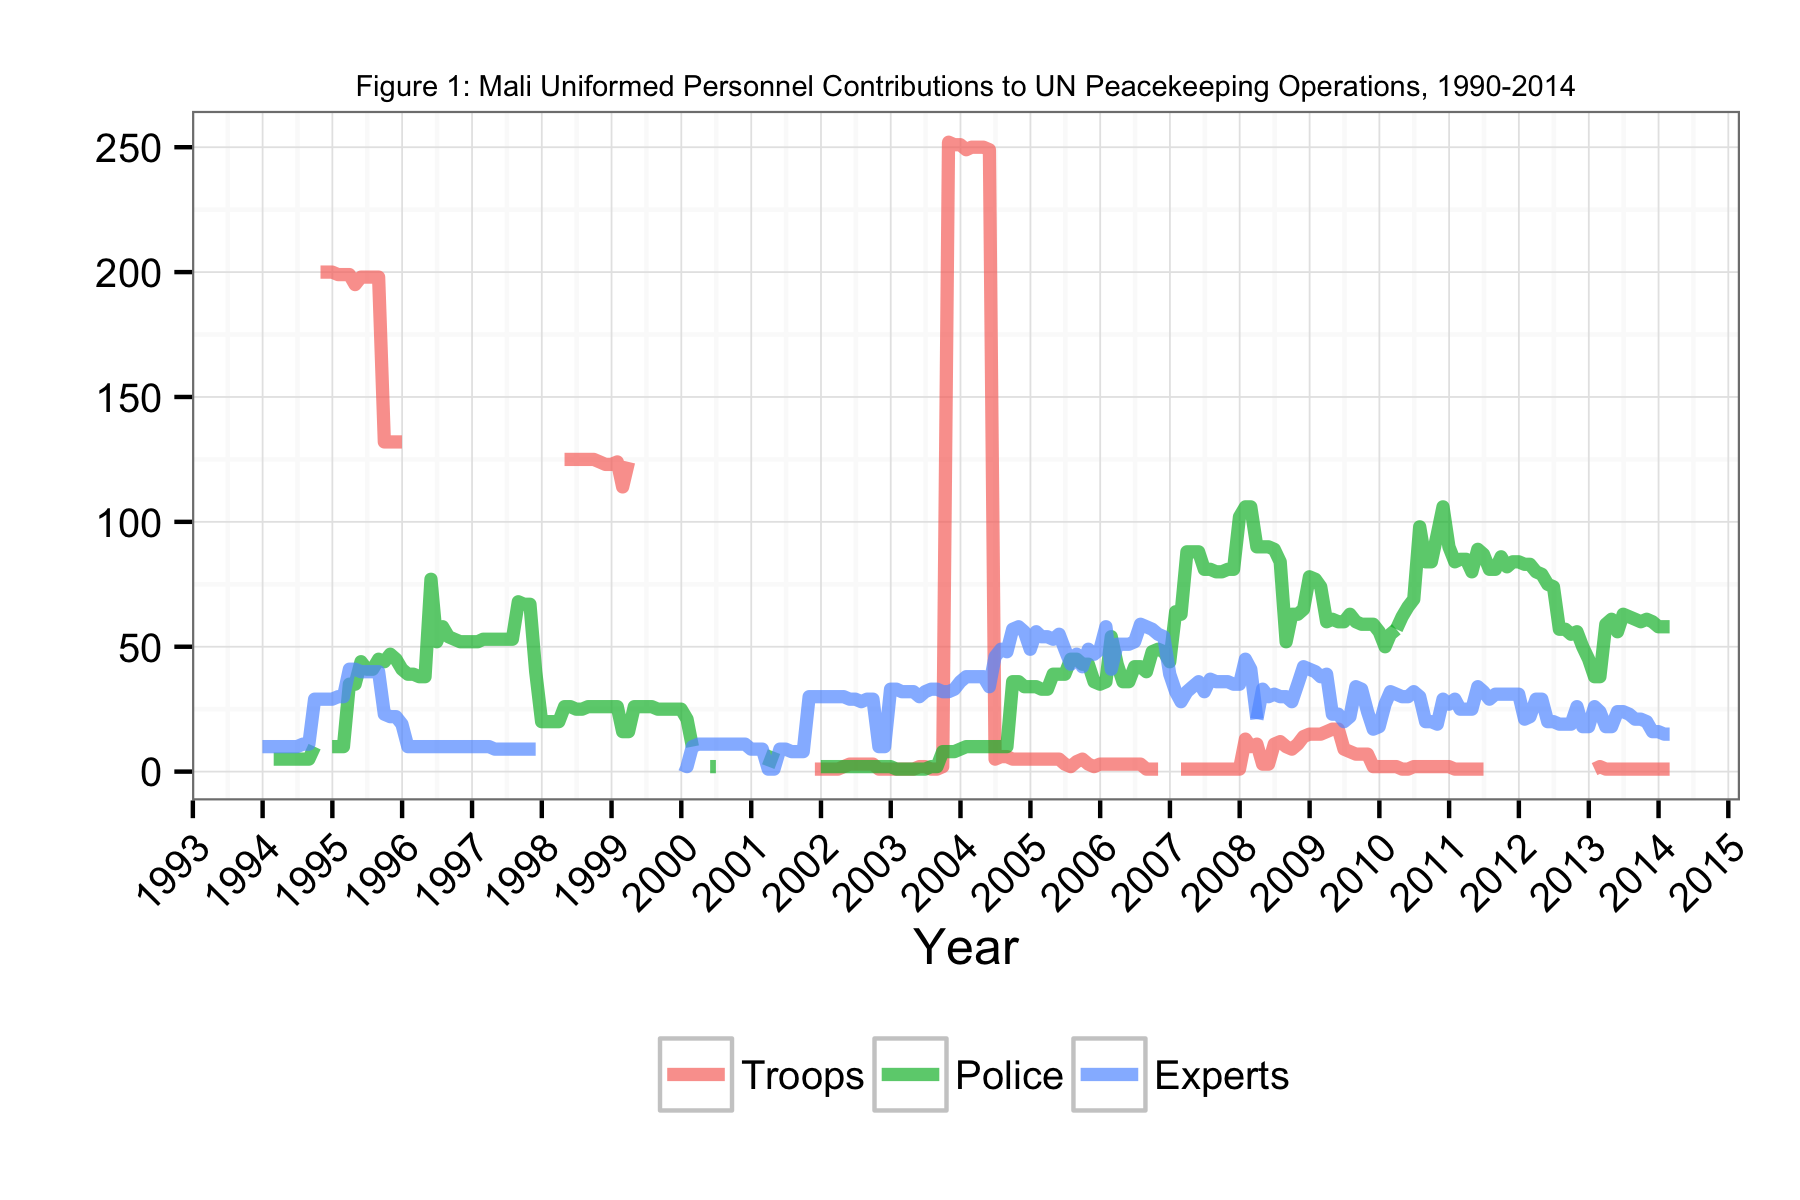 Figure 1: Mali Uniformed Personnel Contributions to UN Peacekeeping Operations, 1990-2014
250
200
150
100
50
0
1993 1994 1995 1996 1997 1998 1999 2000 2001 2002 2003 2004 2005 2006 2007 2008 2009 2010 2011 2012 2013 2014 2015
Year
Troops Police Experts